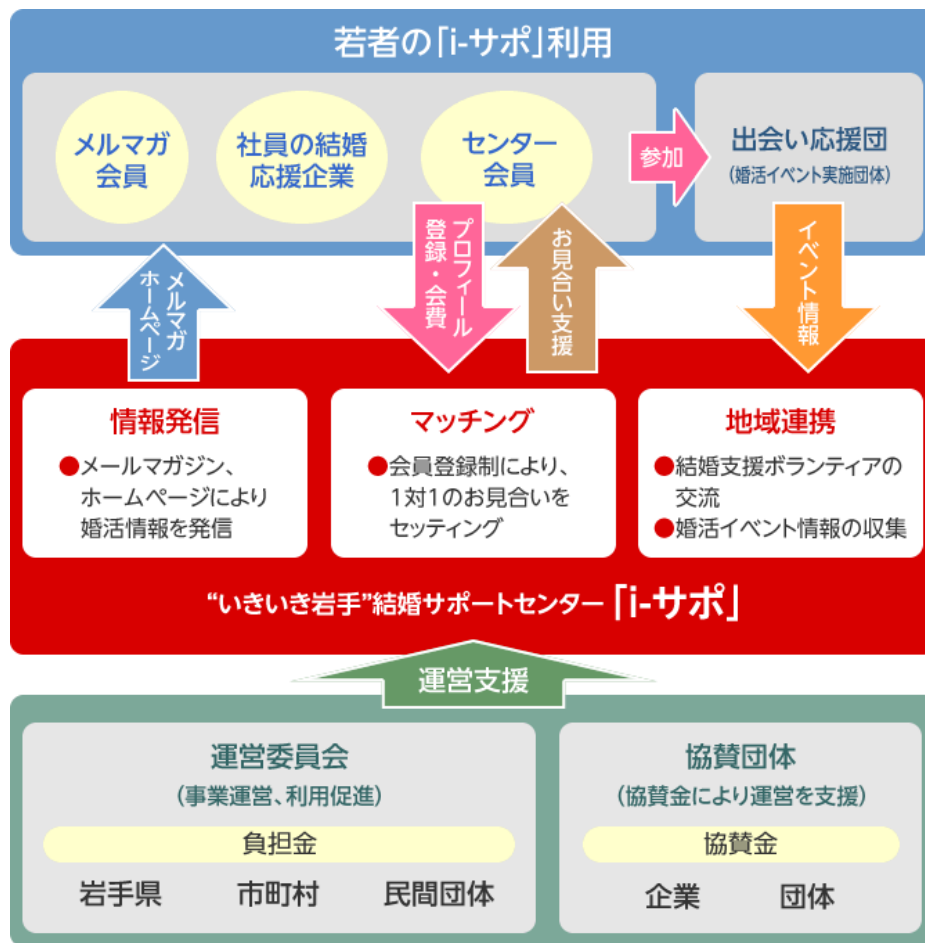 若者の「i-サポ」利用
メルマガ
会員
社員の結婚
応援企業
センター
会員
参加
出会い応援団
(婚活イベント実施団体)
メルマガ
ホームページ
プロフィール
登録・会費
お見合い支援
イベント情報
情報発信
●メールマガジン、
ホームページにより
婚活情報を発信
マッチング
●会員登録制により、
1対1のお見合いを
セッティング
地域連携
●結婚支援ボランティアの
交流
●婚活イベント情報の収集
“いきいき岩手”結婚サポートセンター「i-サポ」
運営支援
運営委員会
(事業運営、利用促進)
負担金
岩手県 市町村 民間団体
協賛団体
(協賛金により運営を支援)
協賛金
企業 団体